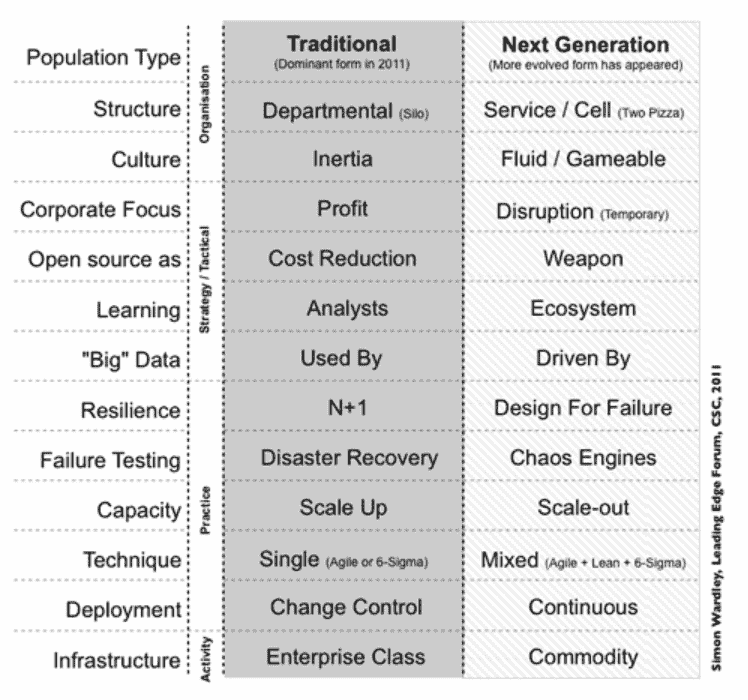 Population Type
Traditional
(Dominant form in 2011)
Next Generation
(More evolved form has appeared)
Organisation
Structure
Departmental (Silo)
Service / Cell (Two Pizza)
Culture
Inertia
Fluid / Gameable
Strategy / Tactical
Corporate Focus
Profit
Disruption (Temporary)
Open source as
Cost Reduction
Weapon
Learning
Analysts
Ecosystem
"Big" Data
Used By
Driven By
Practice
Resilience
N+1
Design For Failure
Failure Testing
Disaster Recovery
Chaos Engines
Capacity
Scale Up
Scale-out
Technique
Single (Agile or 6-Sigma)
Mixed (Agile + Lean + 6-Sigma)
Deployment
Change Control
Continuous
Activity
Infrastructure
Enterprise Class
Commodity
Simon Wardley, Leading Edge Forum, CSC, 2011